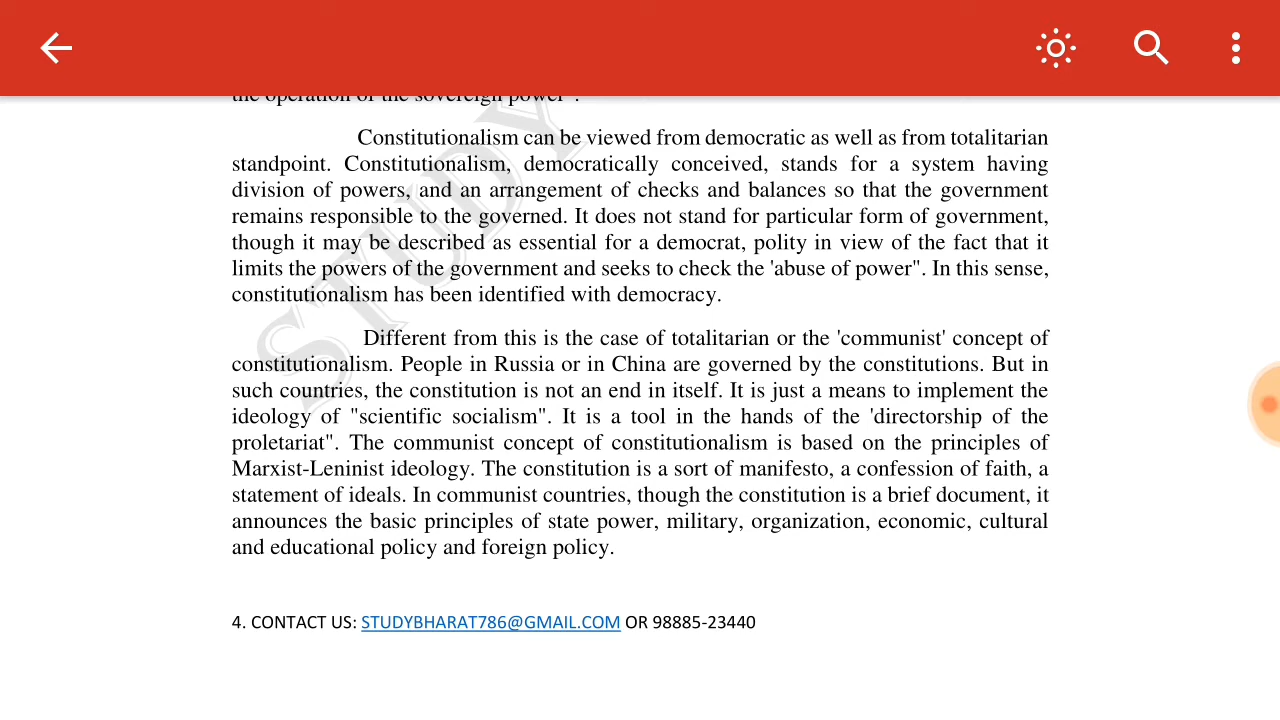 the operation of the sovereign power".
Constitutionalism can be viewed from democratic as well as from totalitarian
standpoint. Constitutionalism, democratically conceived, stands for a system having
division of powers, and an arrangement of checks and balances so that the government
remains responsible to the governed. It does not stand for particular form of government,
though it may be described as essential for a democrat, polity in view of the fact that it
limits the powers of the government and seeks to check the 'abuse of power". In this sense,
constitutionalism has been identified with democracy.
Different from this is the case of totalitarian or the 'communist' concept of
constitutionalism. People in Russia or in China are governed by the constitutions. But in
such countries, the constitution is not an end in itself. It is just a means to implement the
ideology of "scientific socialism". It is a tool in the hands of the 'directorship of the
proletariat". The communist concept of constitutionalism is based on the principles of
Marxist-Leninist ideology. The constitution is a sort of manifesto, a confession of faith, a
statement of ideals. In communist countries, though the constitution is a brief document, it
announces the basic principles of state power, military, organization, economic, cultural
and educational policy and foreign policy.
STUDY
4. CONTACT US: STUDYBHARAT786@GMAIL.COM OR 98885-23440